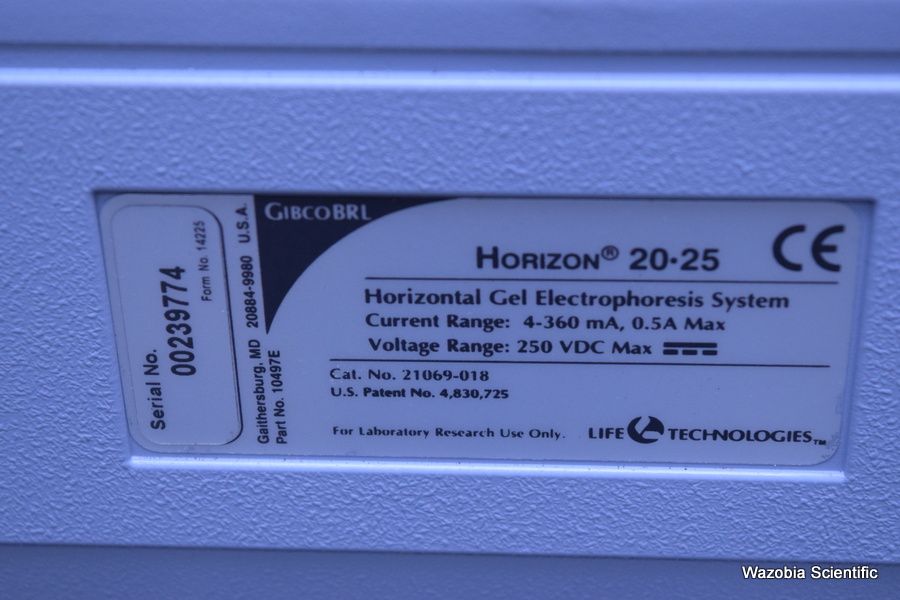 Serial No.
00239774
Form No. 14225
Gaithersburg, MD 20884-9980 U.S.A.
Part No. 10497E
GIBCOBRL
HORIZON® 20·25
CE
Horizontal Gel Electrophoresis System
Current Range: 4-360 mA, 0.5A Max
Voltage Range: 250 VDC Max
Cat. No. 21069-018
U.S. Patent No. 4,830,725
For Laboratory Research Use Only.
LIFE TECHNOLOGIES™
Wazobia Scientific